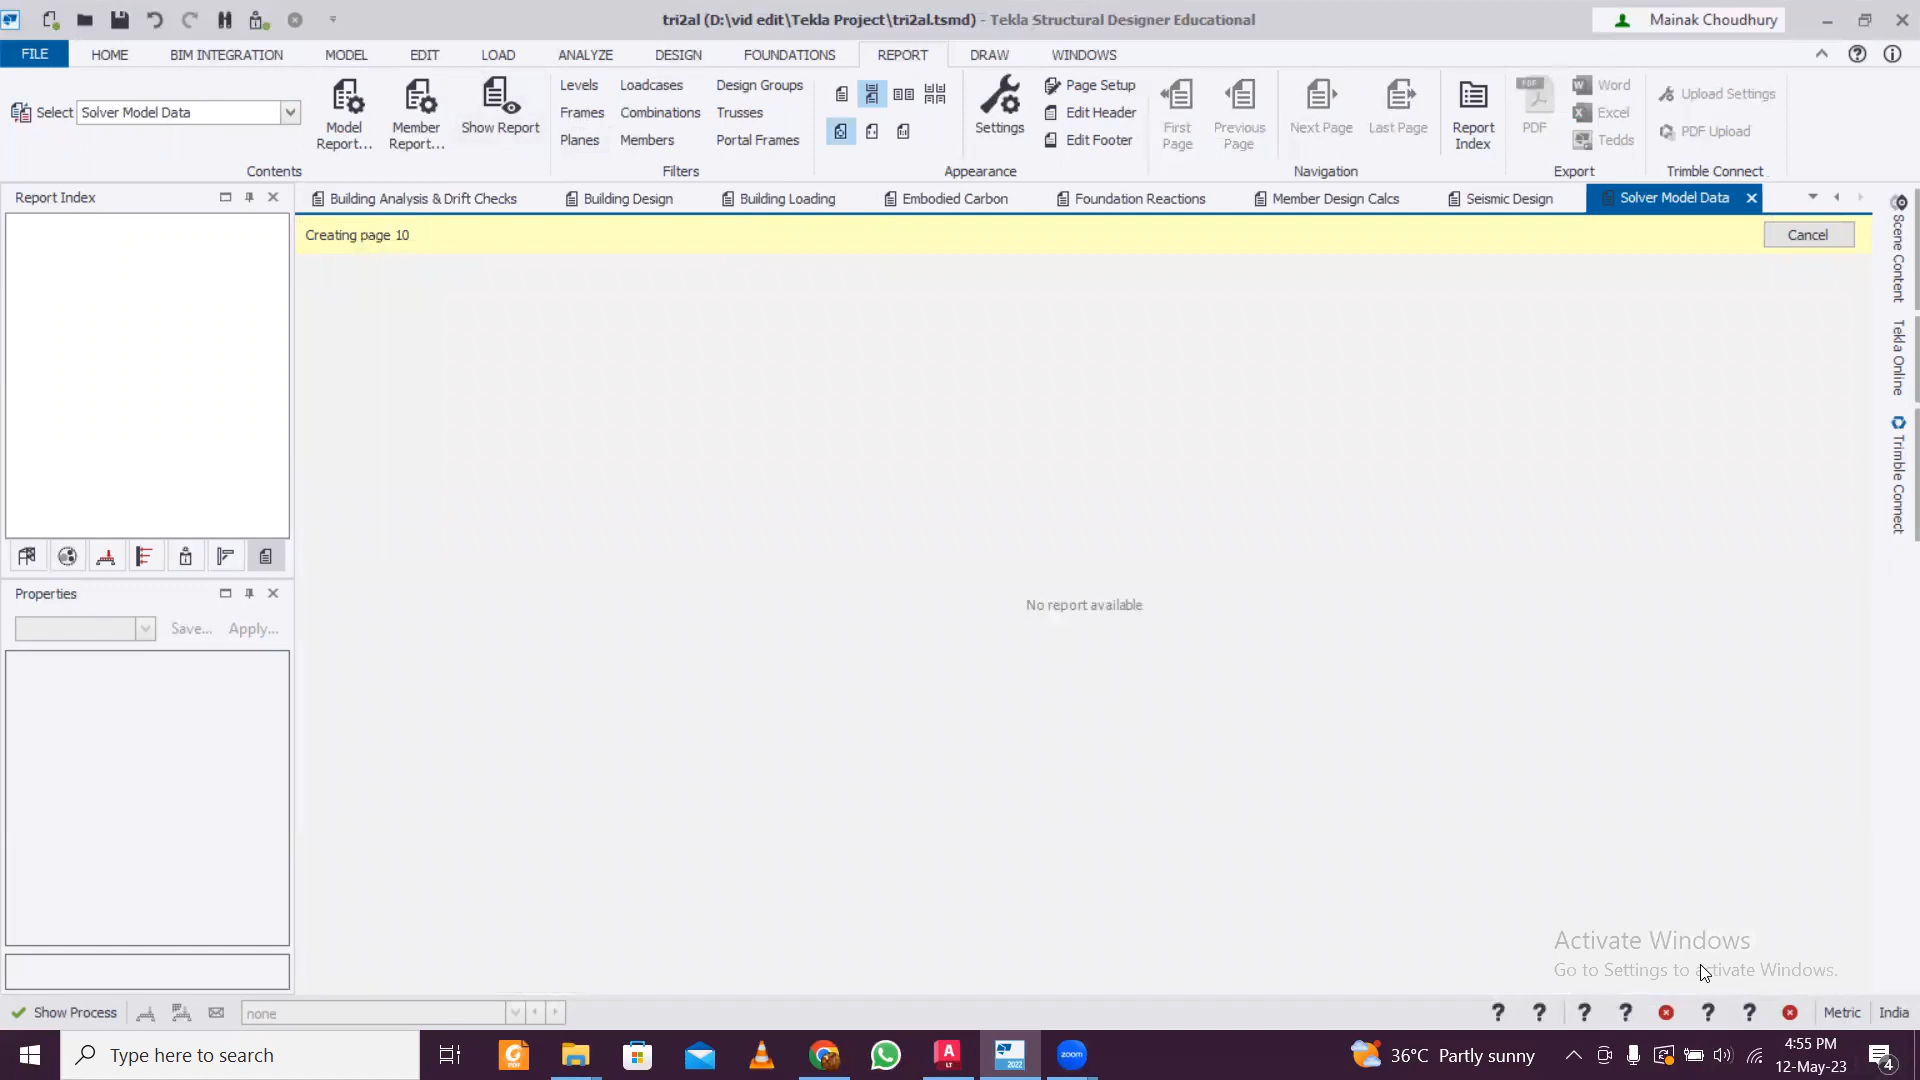 tri2al (D:\vid edit\Tekla Project\tri2al.tsmd) - Tekla Structural Designer Educational
Mainak Choudhury
FILE HOME BIM INTEGRATION MODEL EDIT LOAD ANALYZE DESIGN FOUNDATIONS REPORT DRAW WINDOWS
Select Solver Model Data
Model Report...
Member Report...
Show Report
Contents
Levels Loadcases Design Groups
Frames Combinations Trusses
Planes Members Portal Frames
Filters
Settings
Page Setup
Edit Header
Edit Footer
Appearance
First Page
Previous Page
Next Page
Last Page
Report Index
Navigation
PDF
PDF
Word
Excel
Tedds
Export
Upload Settings
PDF Upload
Trimble Connect
Report Index
Building Analysis & Drift Checks Building Design Building Loading Embodied Carbon Foundation Reactions Member Design Calcs Seismic Design Solver Model Data
Creating page 10
Cancel
Scene Content
Tekla Online
Trimble Connect
No report available
Properties
Save... Apply...
Activate Windows
Go to Settings to activate Windows.
Show Process
none
Metric India
Type here to search
PDF
A
LT
2022
zoom
36°C Partly sunny
4:55 PM
12-May-23
4